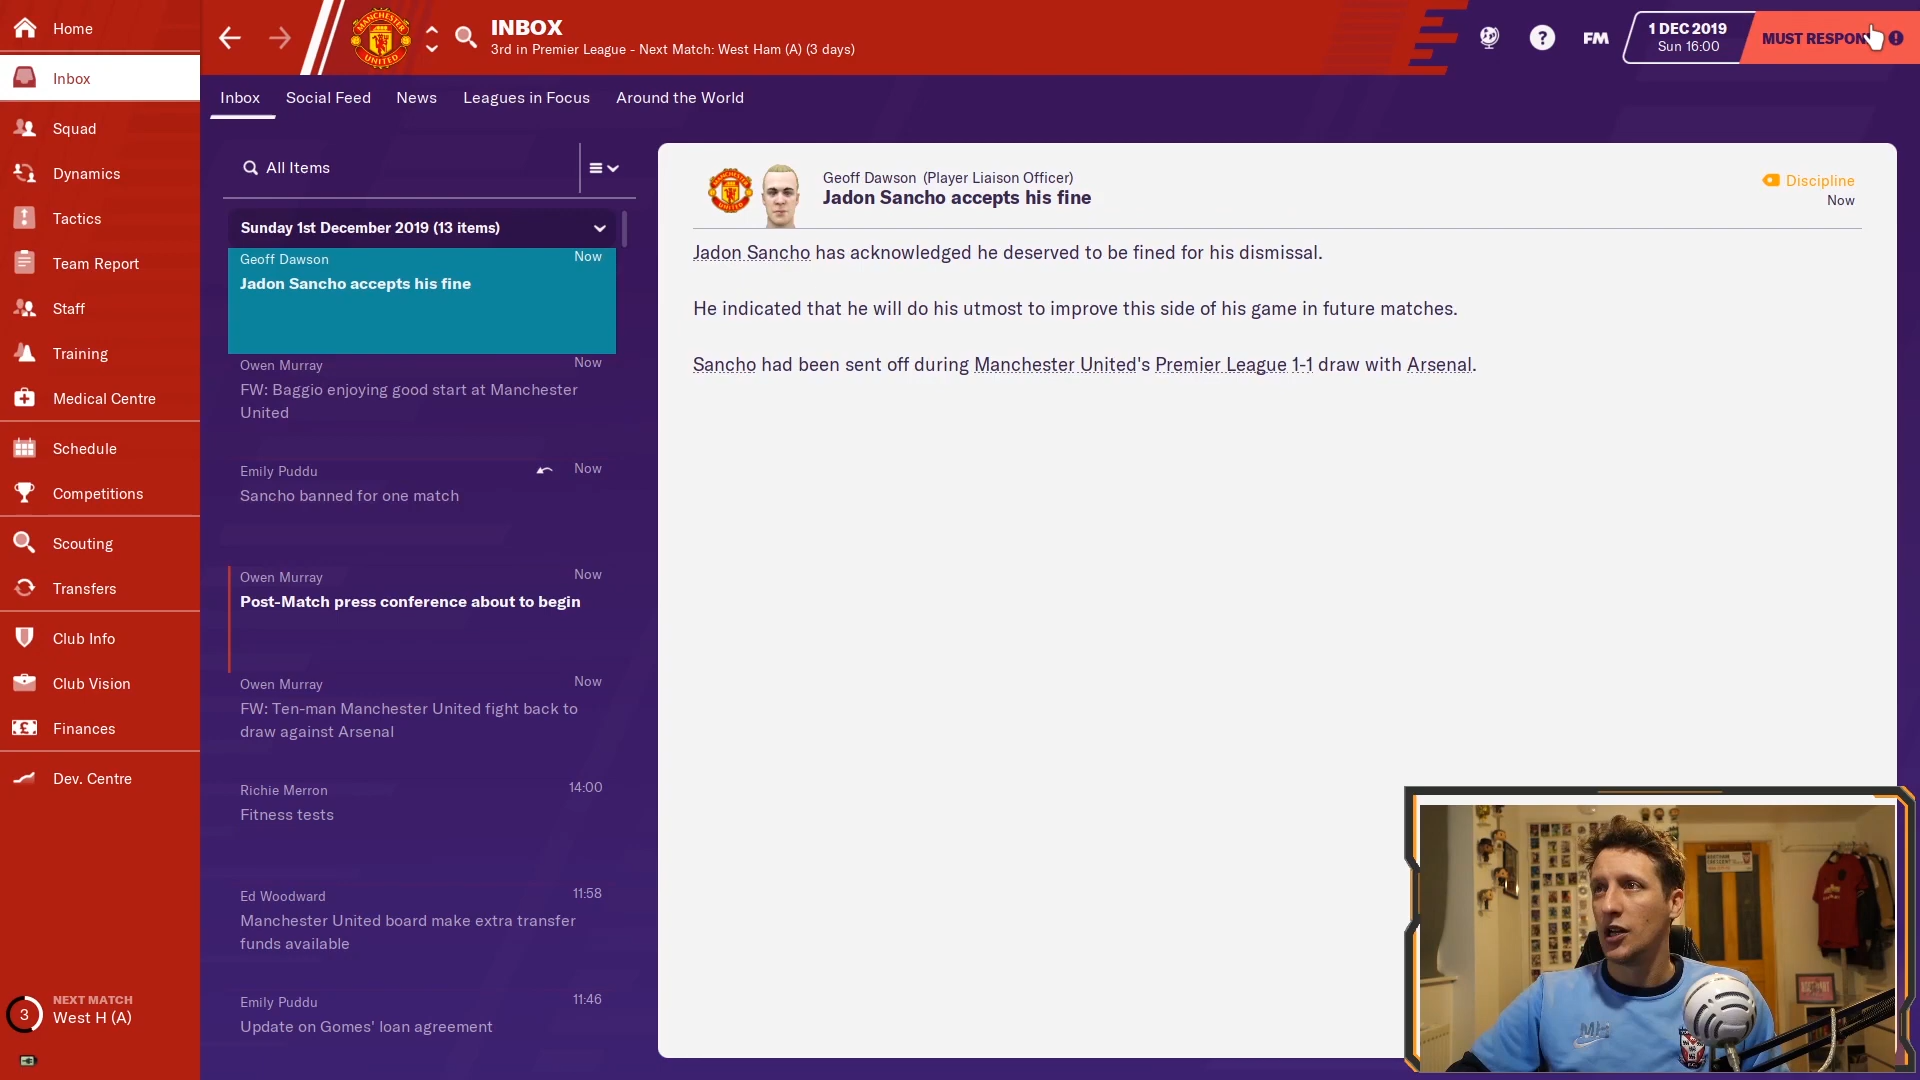 Home
Inbox
Squad
Dynamics
Tactics
Team Report
Staff
Training
Medical Centre
Schedule
Competitions
Scouting
Transfers
Club Info
Club Vision
Finances
Dev. Centre
3
NEXT MATCH
West H (A)
MANCHESTER
UNITED
INBOX
3rd in Premier League - Next Match: West Ham (A) (3 days)
?
FM
1 DEC 2019
Sun 16:00
MUST RESPON
Inbox
Social Feed
News
Leagues in Focus
Around the World
All Items
Sunday 1st December 2019 (13 items)
Geoff Dawson
Now
Jadon Sancho accepts his fine
Owen Murray
Now
FW: Baggio enjoying good start at Manchester
United
Emily Puddu
Now
Sancho banned for one match
Owen Murray
Now
Post-Match press conference about to begin
Owen Murray
Now
FW: Ten-man Manchester United fight back to
draw against Arsenal
Richie Merron
14:00
Fitness tests
Ed Woodward
11:58
Manchester United board make extra transfer
funds available
Emily Puddu
11:46
Update on Gomes' loan agreement
Geoff Dawson (Player Liaison Officer)
Jadon Sancho accepts his fine
Discipline
Now
Jadon Sancho has acknowledged he deserved to be fined for his dismissal.
He indicated that he will do his utmost to improve this side of his game in future matches.
Sancho had been sent off during Manchester United's Premier League 1-1 draw with Arsenal.